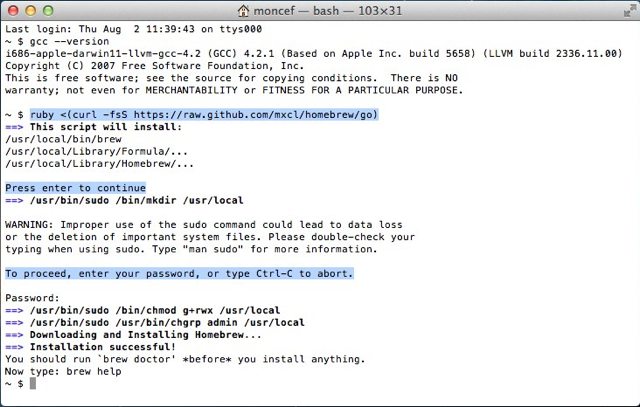 moncef — bash — 103×31
Last login: Thu Aug  2 11:39:43 on ttys000
~ $ gcc --version
i686-apple-darwin11-llvm-gcc-4.2 (GCC) 4.2.1 (Based on Apple Inc. build 5658) (LLVM build 2336.11.00)
Copyright (C) 2007 Free Software Foundation, Inc.
This is free software; see the source for copying conditions.  There is NO
warranty; not even for MERCHANTABILITY or FITNESS FOR A PARTICULAR PURPOSE.
~ $ ruby <(curl -fsS https://raw.github.com/mxcl/homebrew/go)
==> This script will install:
/usr/local/bin/brew
/usr/local/Library/Formula/...
/usr/local/Library/Homebrew/...
Press enter to continue
==> /usr/bin/sudo /bin/mkdir /usr/local
WARNING: Improper use of the sudo command could lead to data loss
or the deletion of important system files. Please double-check your
typing when using sudo. Type "man sudo" for more information.
To proceed, enter your password, or type Ctrl-C to abort.
Password:
==> /usr/bin/sudo /bin/chmod g+rwx /usr/local
==> /usr/bin/sudo /usr/bin/chgrp admin /usr/local
==> Downloading and Installing Homebrew...
==> Installation successful!
You should run `brew doctor' *before* you install anything.
Now type: brew help
~ $